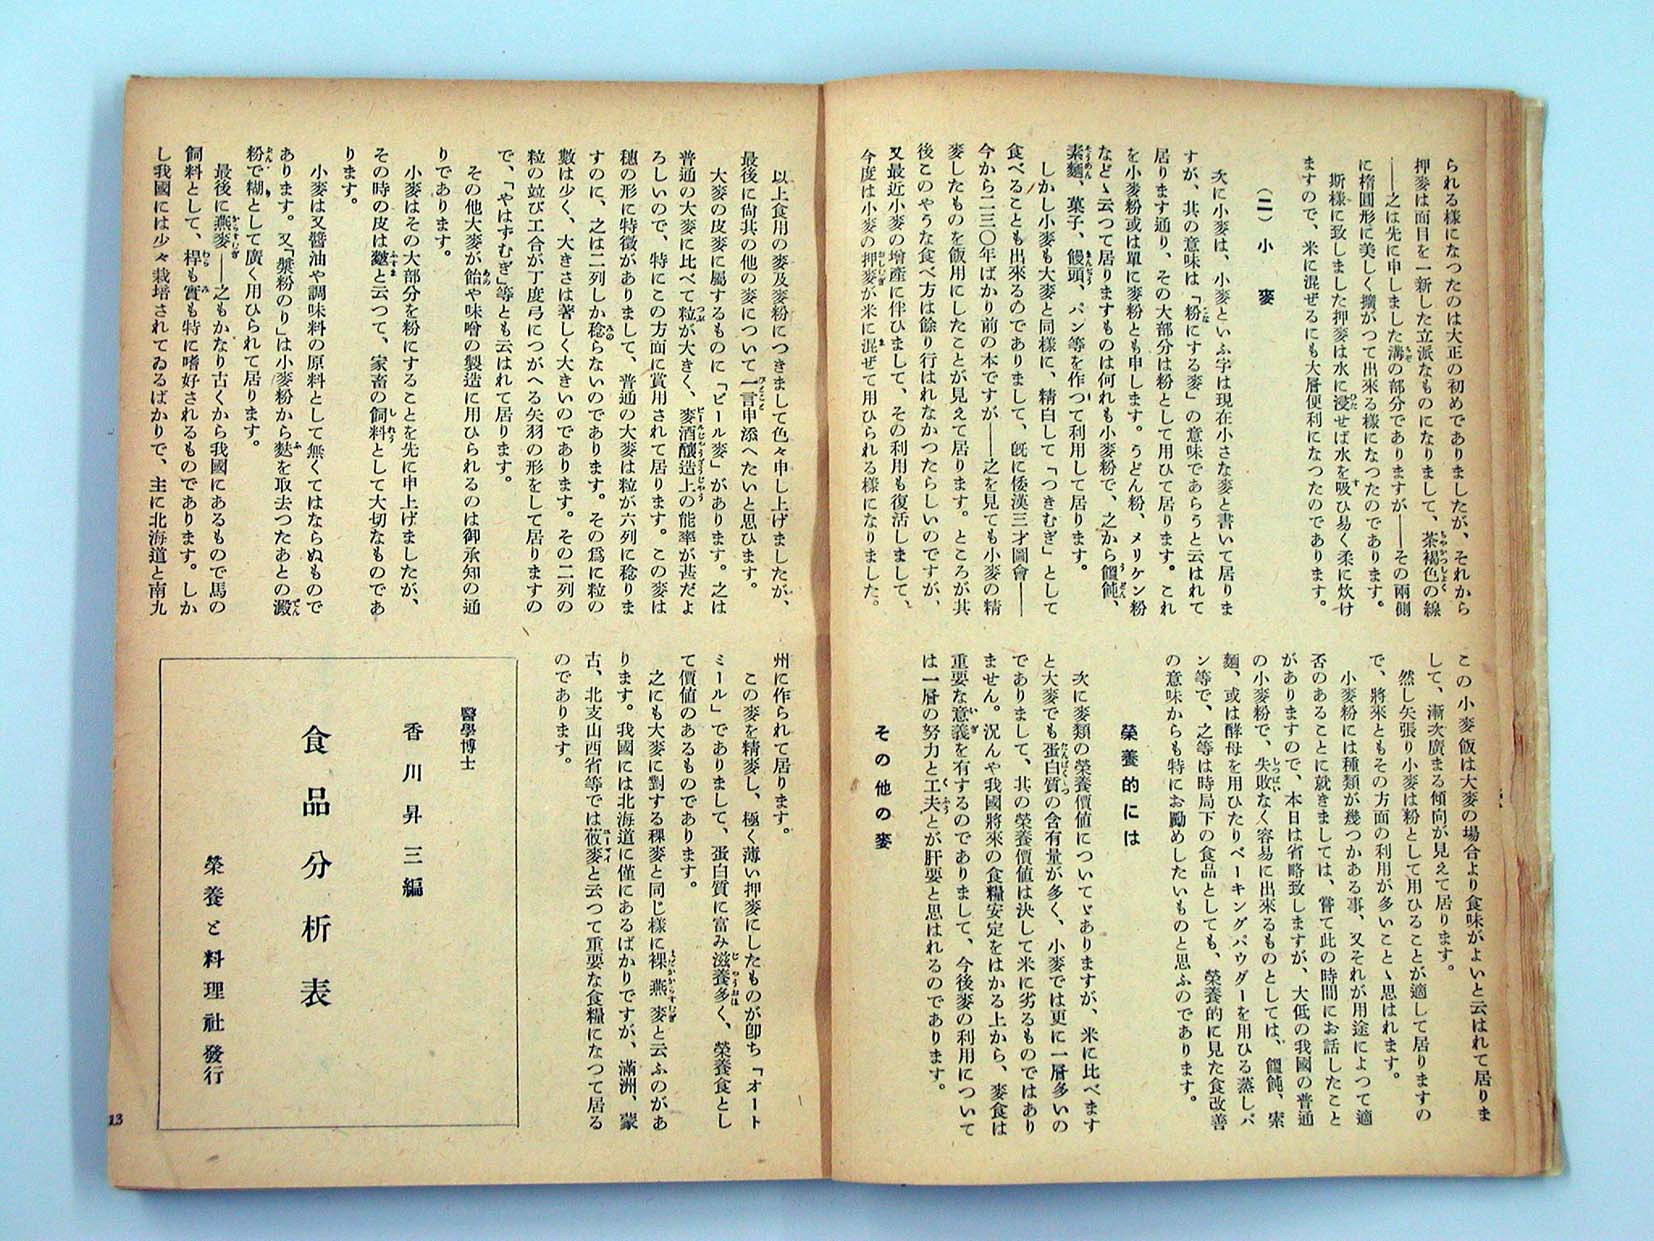 られる樣になつたのは大正の初めでありましたが、それから
押麥は面目を一新した立派なものになりまして、茶褐色の線
――之は先に申しました溝の部分でありますが――その兩側
に楕圓形に美しく擴がつて出來る樣になつたのであります。
斯樣に致しました押麥は水に浸せば水を吸ひ易く柔に炊け
ますので、米に混ぜるにも大層便利になつたのであります。
(二) 小麥
次に小麥は、小麥といふ字は現在小さな麥と書いて居りま
すが、其の意味は「粉にする麥」の意味であらうと云はれて
居ります通り、その大部分は粉として用ひて居ります。これ
を小麥粉或は單に麥粉とも申します。うどん粉、メリケン粉
などゝ云つて居りますものは何れも小麥粉で、之から饂飩、
素麵、菓子、饅頭、パン等を作つて利用して居ります。
しかし小麥も大麥と同樣に、精白して「つきむぎ」として
食べることも出來るのでありまして、既に倭漢三才圖會――
今から二三〇年ばかり前の本ですが――之を見ても小麥の精
麥したものを飯用にしたことが見えて居ります。ところが其
後このやうな食べ方は餘り行はれなかつたらしいのですが、
又最近小麥の增產に伴ひまして、その利用も復活しまして、
今度は小麥の押麥が米に混ぜて用ひられる樣になりました。
この小麥飯は大麥の場合より食味がよいと云はれて居りま
して、漸次廣まる傾向が見えて居ります。
然し矢張り小麥は粉として用ひることが適して居りますの
で、將來ともその方面の利用が多いことゝ思はれます。
小麥粉には種類が幾つかある事、又それが用途によつて適
否のあることに就きましては、嘗て此の時間にお話したこと
がありますので、本日は省略致しますが、大低の我國の普通
の小麥粉で、失敗なく容易に出來るものとしては、饂飩、索
麵、或は酵母を用ひたりベーキングパウダーを用ひる蒸しパ
ン等で、之等は時局下の食品としても、榮養的に見た食改善
の意味からも特にお勵めしたいものと思ふのであります。
榮養的には
次に麥類の榮養價値についてゞありますが、米に比べます
と大麥でも蛋白質の含有量が多く、小麥では更に一層多いの
でありまして、其の榮養價値は決して米に劣るものではあり
ません。況んや我國將來の食糧安定をはかる上から、麥食は
重要な意義を有するのでありまして、今後麥の利用について
は一層の努力と工夫とが肝要と思はれるのであります。
その他の麥
以上食用の麥及麥粉につきまして色々申し上げましたが、
最後に尙其の他の麥について一言申添へたいと思ひます。
大麥の皮麥に屬するものに「ビール麥」があります。之は
普通の大麥に比べて粒が大きく、麥酒釀造上の能率が甚だよ
ろしいので、特にこの方面に賞用されて居ります。この麥は
穗の形に特徵がありまして、普通の大麥は粒が六列に稔りま
すのに、之は二列しか稔らないのであります。その爲に粒の
數は少く、大きさは著しく大きいのであります。その二列の
粒の竝び工合が丁度弓につがへる矢羽の形をして居りますの
で、「やはずむぎ」等とも云はれて居ります。
その他大麥が飴や味噌の製造に用ひられるのは御承知の通
りであります。
小麥はその大部分を粉にすることを先に申上げましたが、
その時の皮は麬と云つて、家畜の飼料として大切なものであ
ります。
小麥は又醬油や調味料の原料として無くてはならぬもので
あります。又「漿粉のり」は小麥粉から麩を取去つたあとの澱
粉で糊として廣く用ひられて居ります。
最後に燕麥――之もかなり古くから我國にあるもので馬の
飼料として、稈も實も特に嗜好されるものであります。しか
し我國には少々栽培されてゐるばかりで、主に北海道と南九
州に作られて居ります。
この麥を精麥し、極く薄い押麥にしたものが卽ち「オート
ミール」でありまして、蛋白質に富み滋養多く、榮養食とし
て價値のあるものであります。
之にも大麥に對する稞麥と同じ樣に裸燕麥と云ふのがあ
ります。我國には北海道に僅にあるばかりですが、滿洲、蒙
古、北支山西省等では莜麥と云つて重要な食糧になつて居る
のであります。
醫學博士
香川昇三編
食品分析表
榮養と料理社發行
13